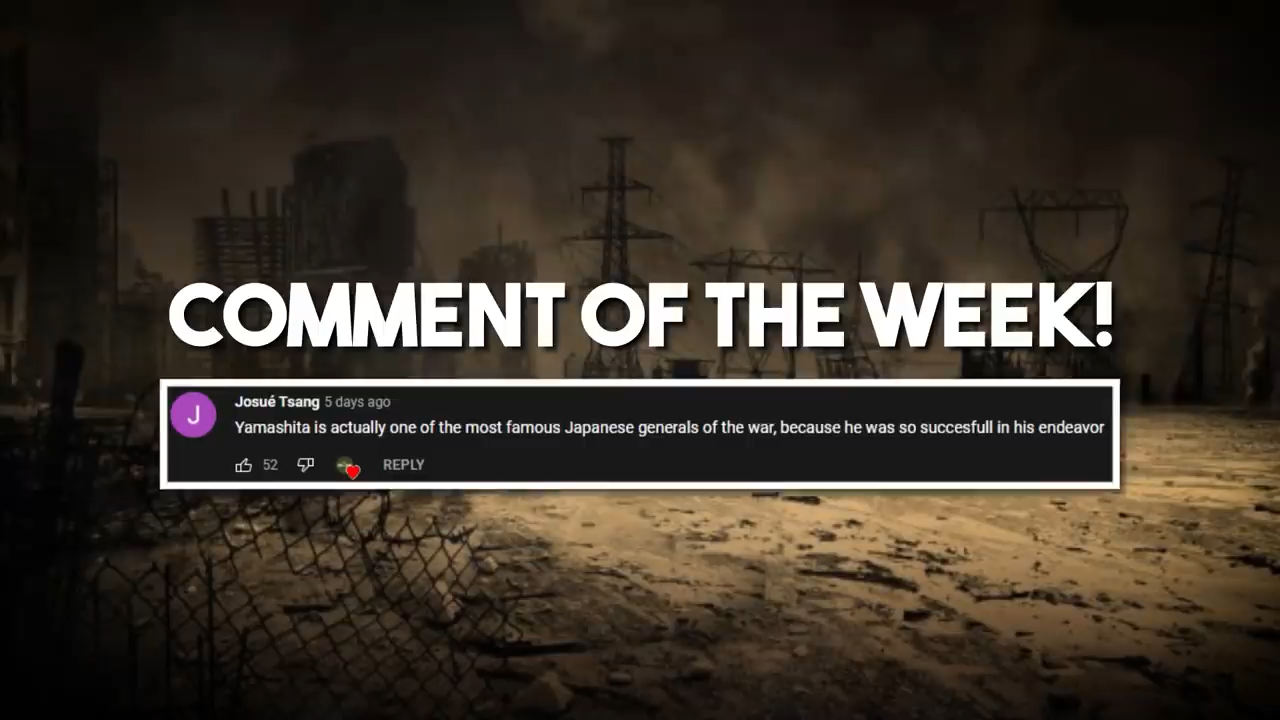 COMMENT OF THE WEEK!
J
Josué Tsang 5 days ago
Yamashita is actually one of the most famous Japanese generals of the war, because he was so succesfull in his endeavor
52 REPLY